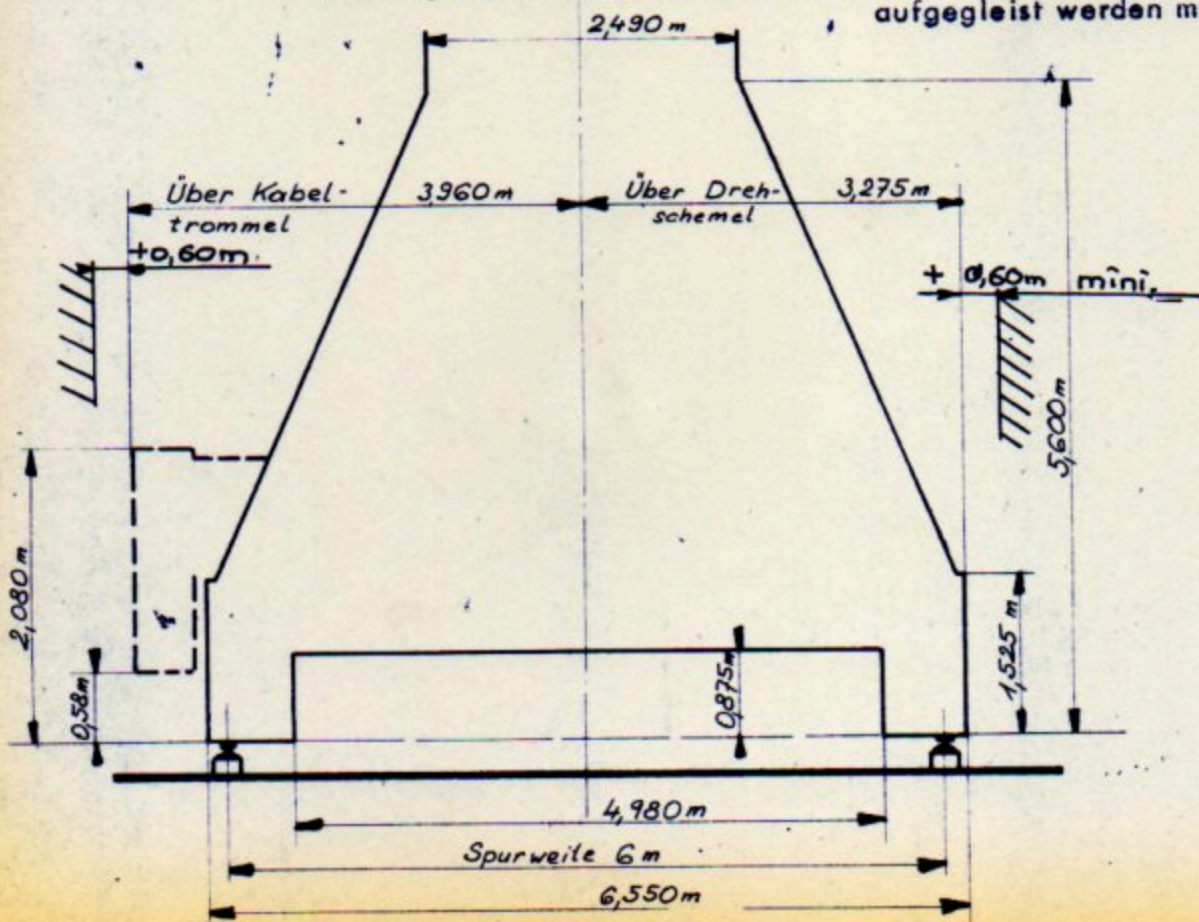 aufgegleist werden m
2,490 m
Über Kabel-
trommel
3,960 m
Über Dreh-
schemel
3,275 m
+0,60m.
+ 0,60m mini.
5,600 m
2,080 m
0,58m
0,875m
1,525 m
4,980 m
Spurweite 6 m
6,550 m